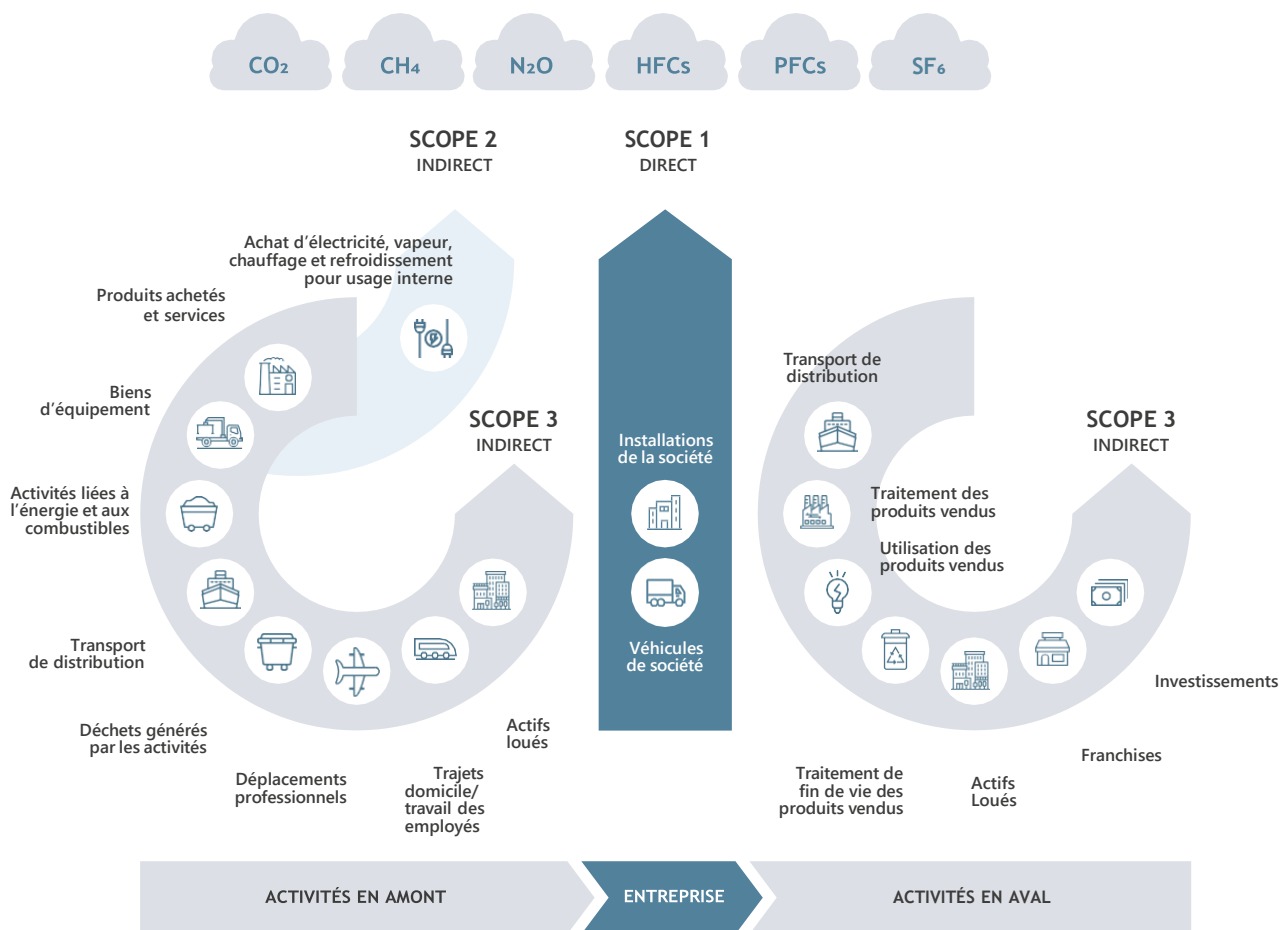 CO₂
CH₄
N₂O
HFCs
PFCs
SF₆
SCOPE 2
INDIRECT
SCOPE 1
DIRECT
Achat d’électricité, vapeur,
chauffage et refroidissement
pour usage interne
Produits achetés
et services
Biens
d’équipement
Activités liées à
l’énergie et aux
combustibles
Transport
de distribution
Déchets générés
par les activités
Déplacements
professionnels
Trajets
domicile/
travail des
employés
Actifs
loués
SCOPE 3
INDIRECT
Installations
de la société
Véhicules
de société
Transport de
distribution
Traitement des
produits vendus
Utilisation des
produits vendus
Traitement de
fin de vie des
produits vendus
Actifs
Loués
Franchises
Investissements
SCOPE 3
INDIRECT
ACTIVITÉS EN AMONT
ENTREPRISE
ACTIVITÉS EN AVAL